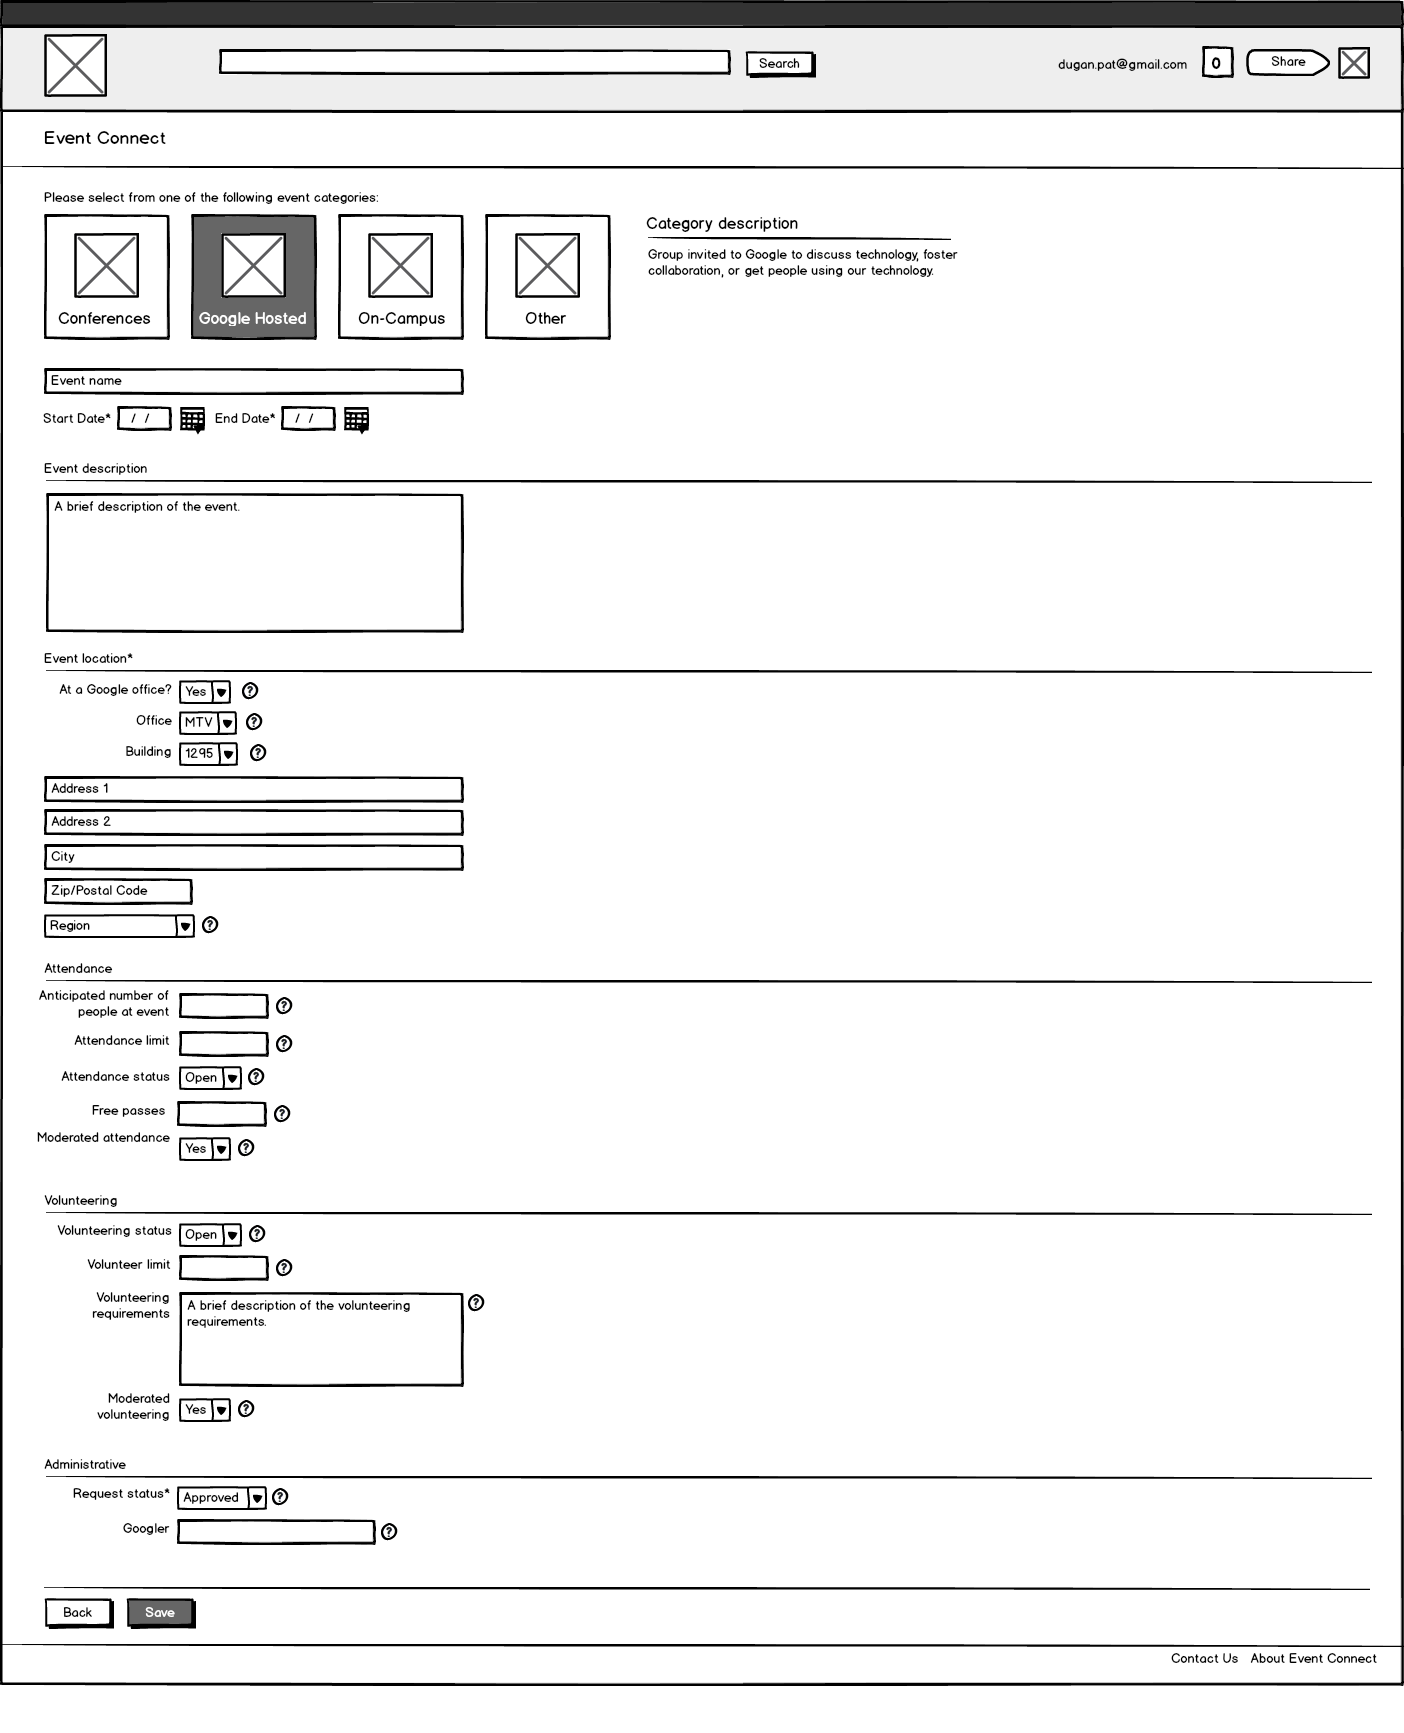 Search
dugan.pat@gmail.com
0
Share
Event Connect
Please select from one of the following event categories:
Conferences
Google Hosted
On-Campus
Other
Category description
Group invited to Google to discuss technology, foster
collaboration, or get people using our technology.
Event name
Start Date* / / End Date* / /
Event description
A brief description of the event.
Event location*
At a Google office? Yes ?
Office MTV ?
Building 1295 ?
Address 1
Address 2
City
Zip/Postal Code
Region ?
Attendance
Anticipated number of
people at event ?
Attendance limit ?
Attendance status Open ?
Free passes ?
Moderated attendance Yes ?
Volunteering
Volunteering status Open ?
Volunteer limit ?
Volunteering
requirements
A brief description of the volunteering
requirements.
?
Moderated
volunteering Yes ?
Administrative
Request status* Approved ?
Googler ?
Back Save
Contact Us About Event Connect